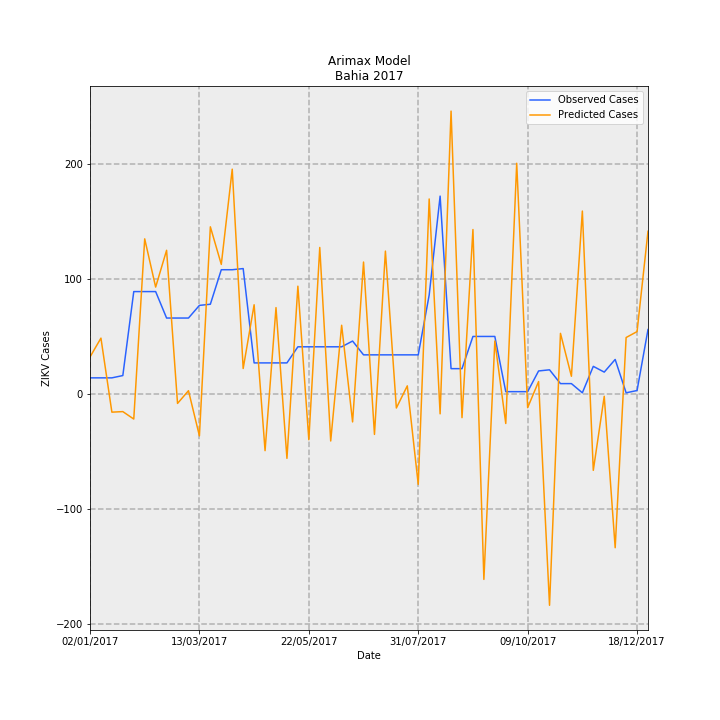 Arimax Model
Bahia 2017
Observed Cases
Predicted Cases
ZIKV Cases
200
100
0
−100
−200
02/01/2017 13/03/2017 22/05/2017 31/07/2017 09/10/2017 18/12/2017
Date